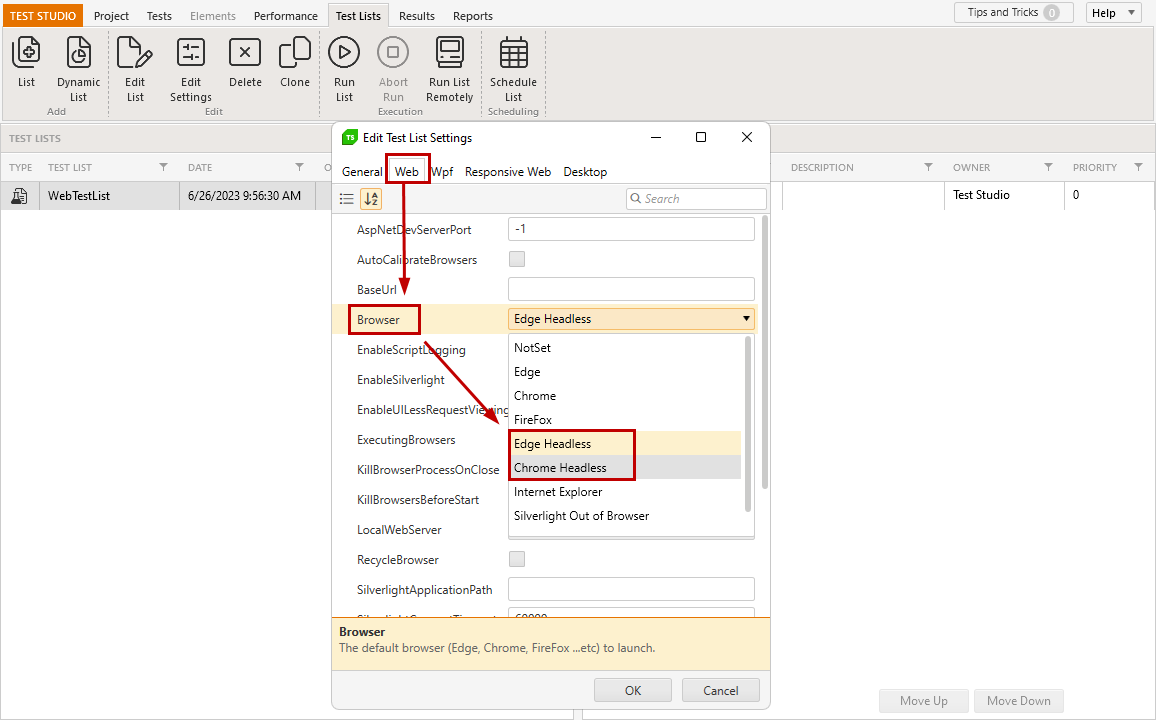 TEST STUDIO Project Tests Elements Performance Test Lists Results Reports Tips and Tricks 0 Help
List Dynamic List Edit List Edit Settings Delete Clone Run List Abort Run Run List Remotely Schedule List
Add Edit Execution Scheduling
TEST LISTS
TYPE TEST LIST DATE O DESCRIPTION OWNER PRIORITY
WebTestList 6/26/2023 9:56:30 AM Test Studio 0
TS Edit Test List Settings
General Web Wpf Responsive Web Desktop
Search
AspNetDevServerPort -1
AutoCalibrateBrowsers
BaseUrl
Browser Edge Headless
EnableScriptLogging
EnableSilverlight
EnableUILessRequestViewing
ExecutingBrowsers
KillBrowserProcessOnClose
KillBrowsersBeforeStart
LocalWebServer
NotSet
Edge
Chrome
FireFox
Edge Headless
Chrome Headless
Internet Explorer
Silverlight Out of Browser
RecycleBrowser
SilverlightApplicationPath
Browser
The default browser (Edge, Chrome, FireFox ...etc) to launch.
OK Cancel
Move Up Move Down